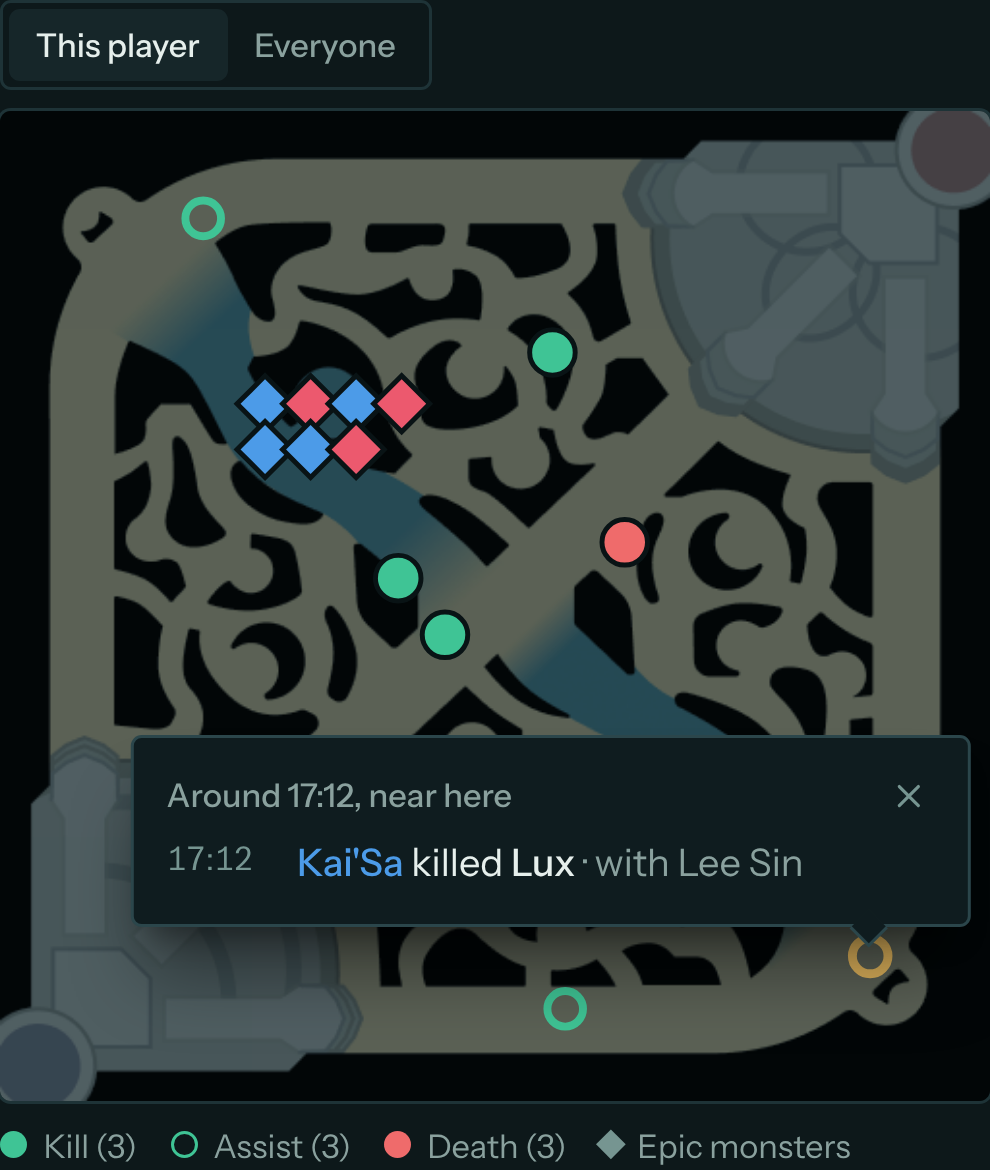 This player Everyone
Around 17:12, near here
17:12 Kai'Sa killed Lux · with Lee Sin
Kill (3) Assist (3) Death (3) Epic monsters